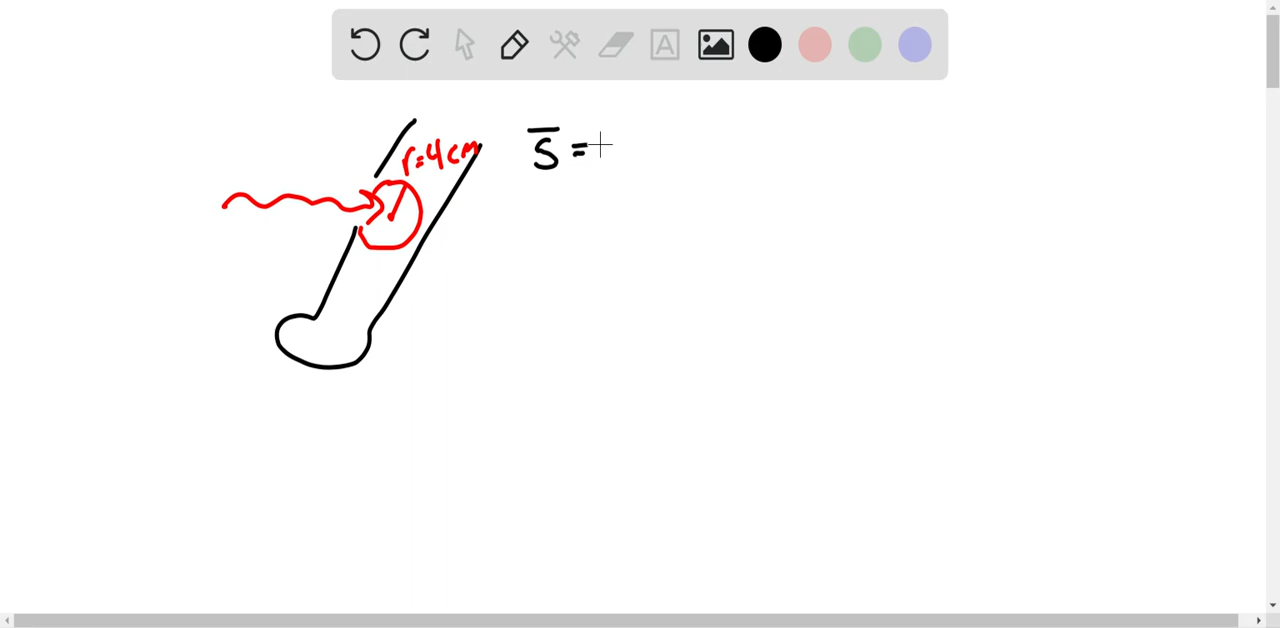 r=4cm
S̅ =